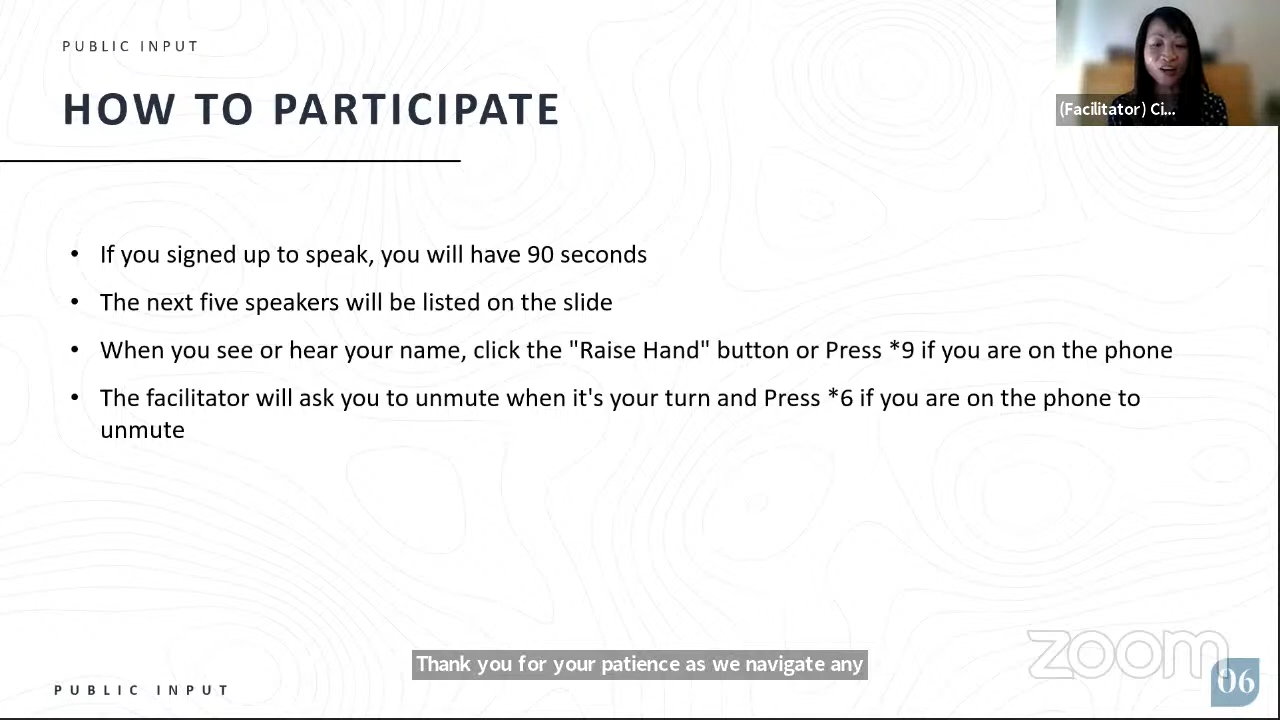 PUBLIC INPUT
HOW TO PARTICIPATE
(Facilitator) Ci...
• If you signed up to speak, you will have 90 seconds
• The next five speakers will be listed on the slide
• When you see or hear your name, click the "Raise Hand" button or Press *9 if you are on the phone
• The facilitator will ask you to unmute when it's your turn and Press *6 if you are on the phone to
unmute
Thank you for your patience as we navigate any
zoom
PUBLIC INPUT
06